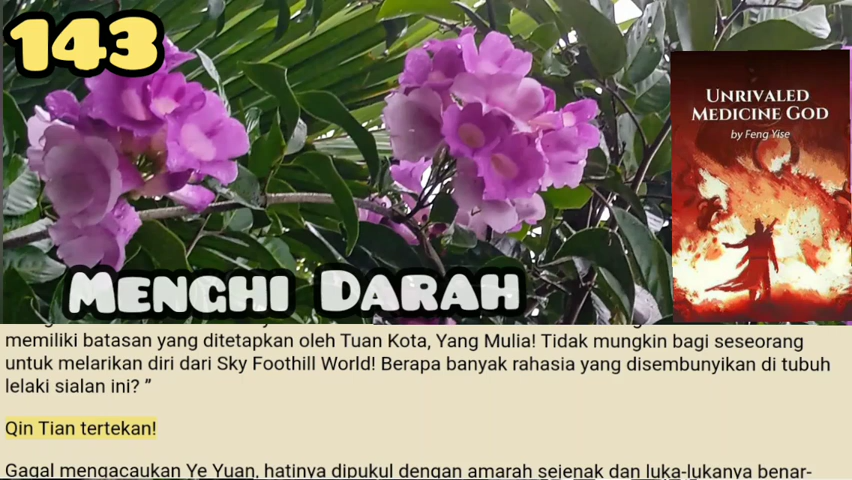 143
UNRIVALED
MEDICINE GOD
by Feng Yise
MENGHI DARAH
memiliki batasan yang ditetapkan oleh Tuan Kota, Yang Mulia! Tidak mungkin bagi seseorang
untuk melarikan diri dari Sky Foothill World! Berapa banyak rahasia yang disembunyikan di tubuh
lelaki sialan ini? ”
Qin Tian tertekan!
Gagal mengacaukan Ye Yuan, hatinya dipukul dengan amarah sejenak dan luka-lukanya benar-